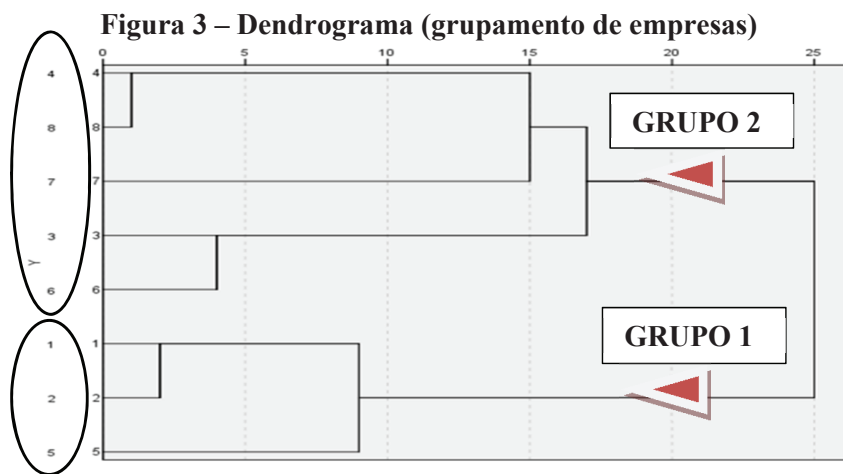 Figura 3 – Dendrograma (grupamento de empresas)
0 5 10 15 20 25
4 4
8 8
GRUPO 2
7 7
3 3
Y
6 6
1 1
GRUPO 1
2 2
5 5